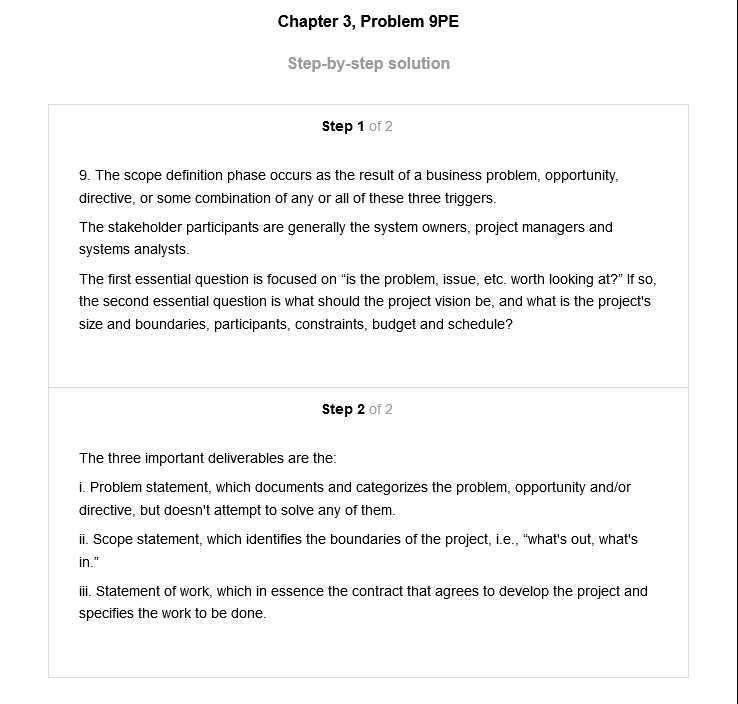 Chapter 3, Problem 9PE
Step-by-step solution
Step 1 of 2
9. The scope definition phase occurs as the result of a business problem, opportunity,
directive, or some combination of any or all of these three triggers.
The stakeholder participants are generally the system owners, project managers and
systems analysts.
The first essential question is focused on “is the problem, issue, etc. worth looking at?” If so,
the second essential question is what should the project vision be, and what is the project's
size and boundaries, participants, constraints, budget and schedule?
Step 2 of 2
The three important deliverables are the:
i. Problem statement, which documents and categorizes the problem, opportunity and/or
directive, but doesn't attempt to solve any of them.
ii. Scope statement, which identifies the boundaries of the project, i.e., “what's out, what's
in.”
iii. Statement of work, which in essence the contract that agrees to develop the project and
specifies the work to be done.